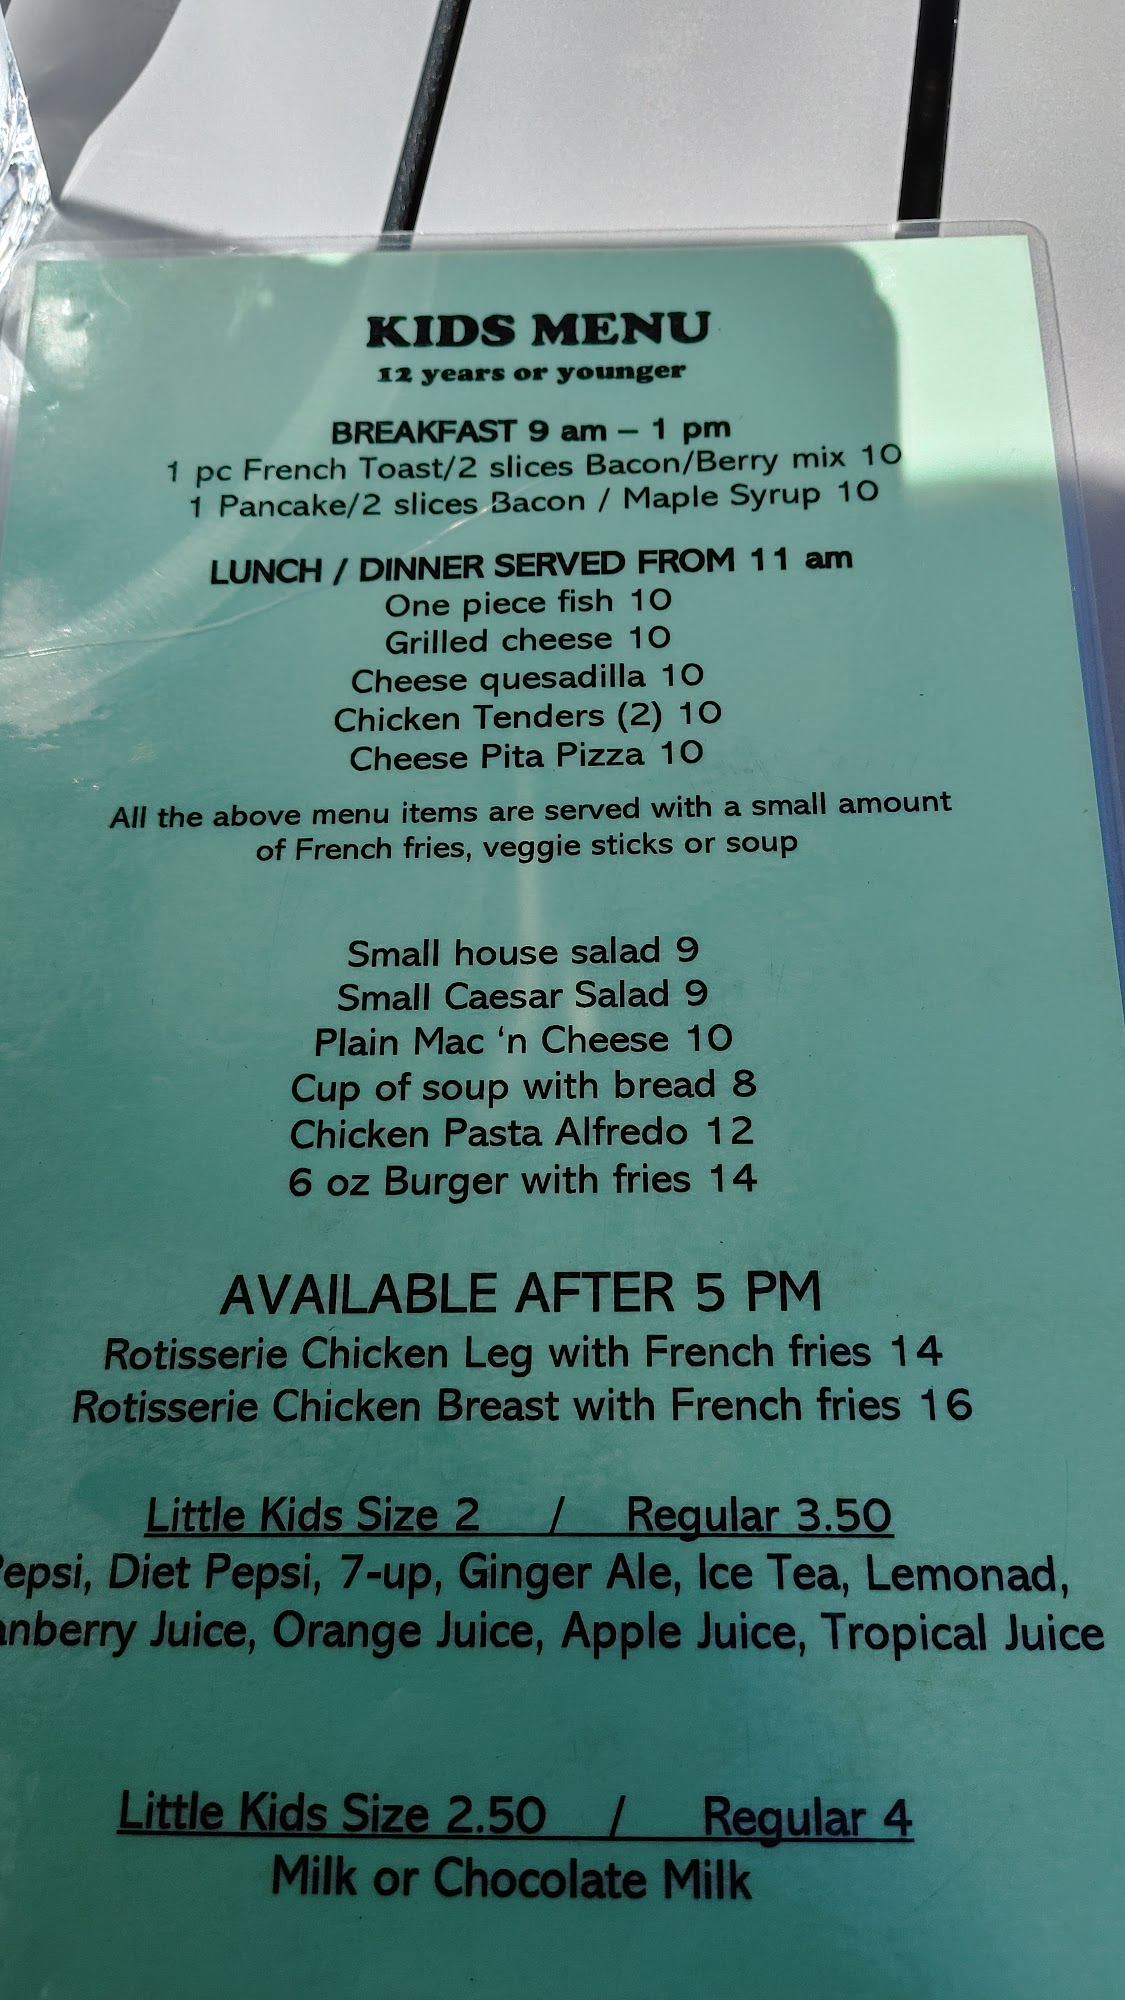 KIDS MENU
12 years or younger
BREAKFAST 9 am – 1 pm
1 pc French Toast/2 slices Bacon/Berry mix 10
1 Pancake/2 slices Bacon / Maple Syrup 10
LUNCH / DINNER SERVED FROM 11 am
One piece fish 10
Grilled cheese 10
Cheese quesadilla 10
Chicken Tenders (2) 10
Cheese Pita Pizza 10
All the above menu items are served with a small amount
of French fries, veggie sticks or soup
Small house salad 9
Small Caesar Salad 9
Plain Mac ‘n Cheese 10
Cup of soup with bread 8
Chicken Pasta Alfredo 12
6 oz Burger with fries 14
AVAILABLE AFTER 5 PM
Rotisserie Chicken Leg with French fries 14
Rotisserie Chicken Breast with French fries 16
Little Kids Size 2 / Regular 3.50
Pepsi, Diet Pepsi, 7-up, Ginger Ale, Ice Tea, Lemonad,
anberry Juice, Orange Juice, Apple Juice, Tropical Juice
Little Kids Size 2.50 / Regular 4
Milk or Chocolate Milk